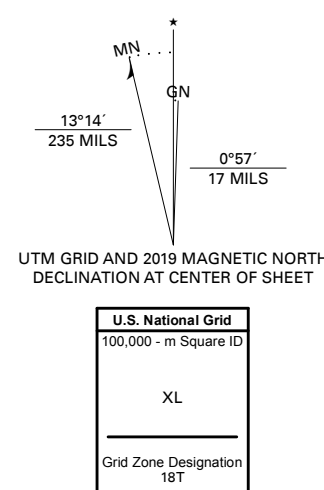 ★
MN
GN
13°14´
235 MILS
0°57´
17 MILS
UTM GRID AND 2019 MAGNETIC NORTH
DECLINATION AT CENTER OF SHEET
U.S. National Grid
100,000 - m Square ID
XL
Grid Zone Designation
18T